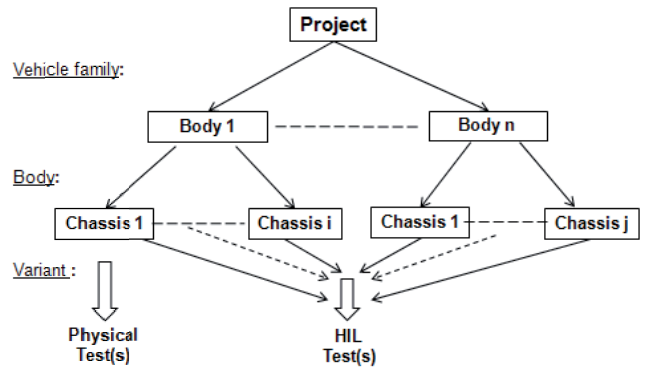 Project
Vehicle family:
Body 1
Body n
Body:
Chassis 1
Chassis i
Chassis 1
Chassis j
Variant :
Physical
Test(s)
HIL
Test(s)